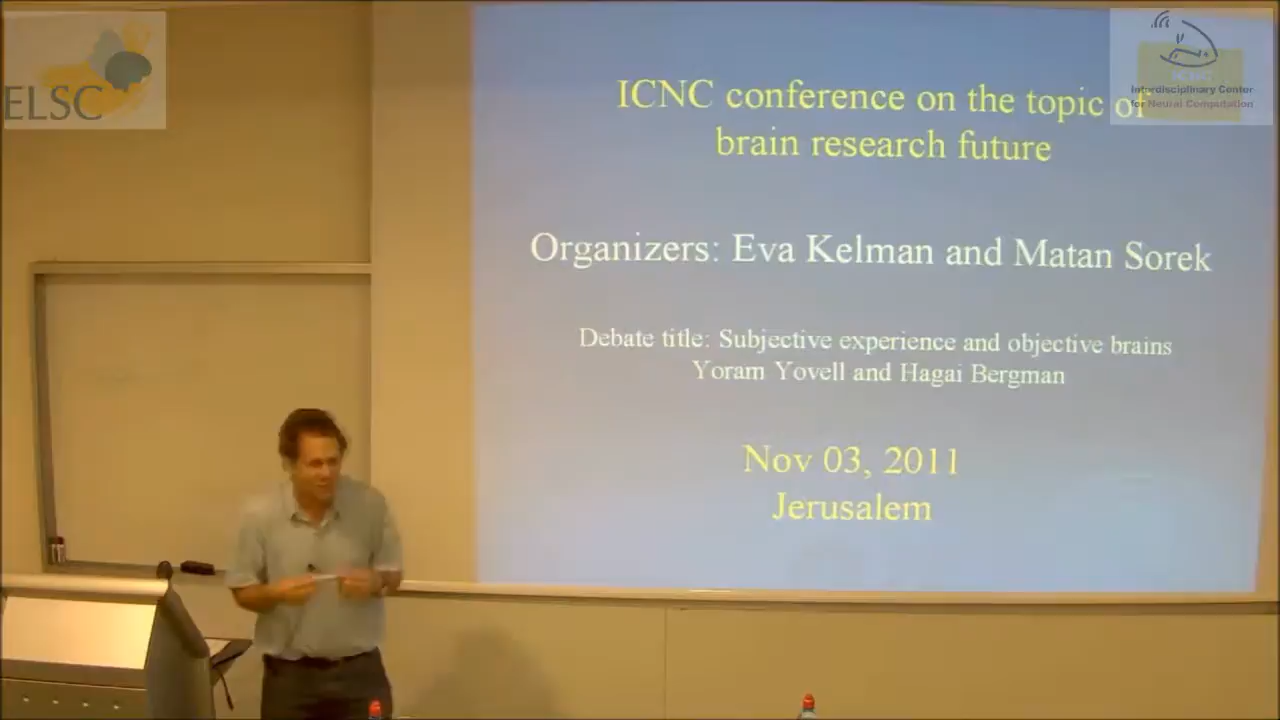 ELSC
ICNC conference on the topic of
brain research future
Interdisciplinary Center
for Neural Computation
Organizers: Eva Kelman and Matan Sorek
Debate title: Subjective experience and objective brains
Yoram Yovell and Hagai Bergman
Nov 03, 2011
Jerusalem